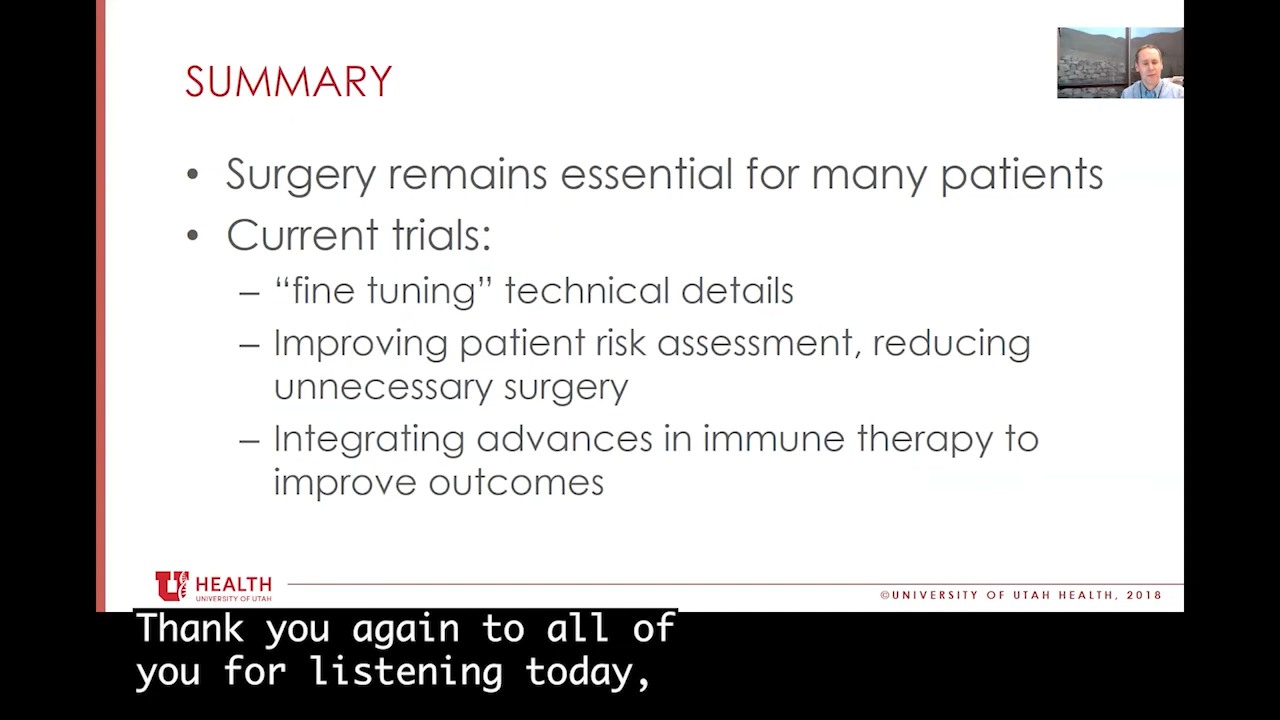 SUMMARY
• Surgery remains essential for many patients
• Current trials:
– “fine tuning” technical details
– Improving patient risk assessment, reducing
unnecessary surgery
– Integrating advances in immune therapy to
improve outcomes
U HEALTH
UNIVERSITY OF UTAH
©UNIVERSITY OF UTAH HEALTH, 2018
Thank you again to all of
you for listening today,